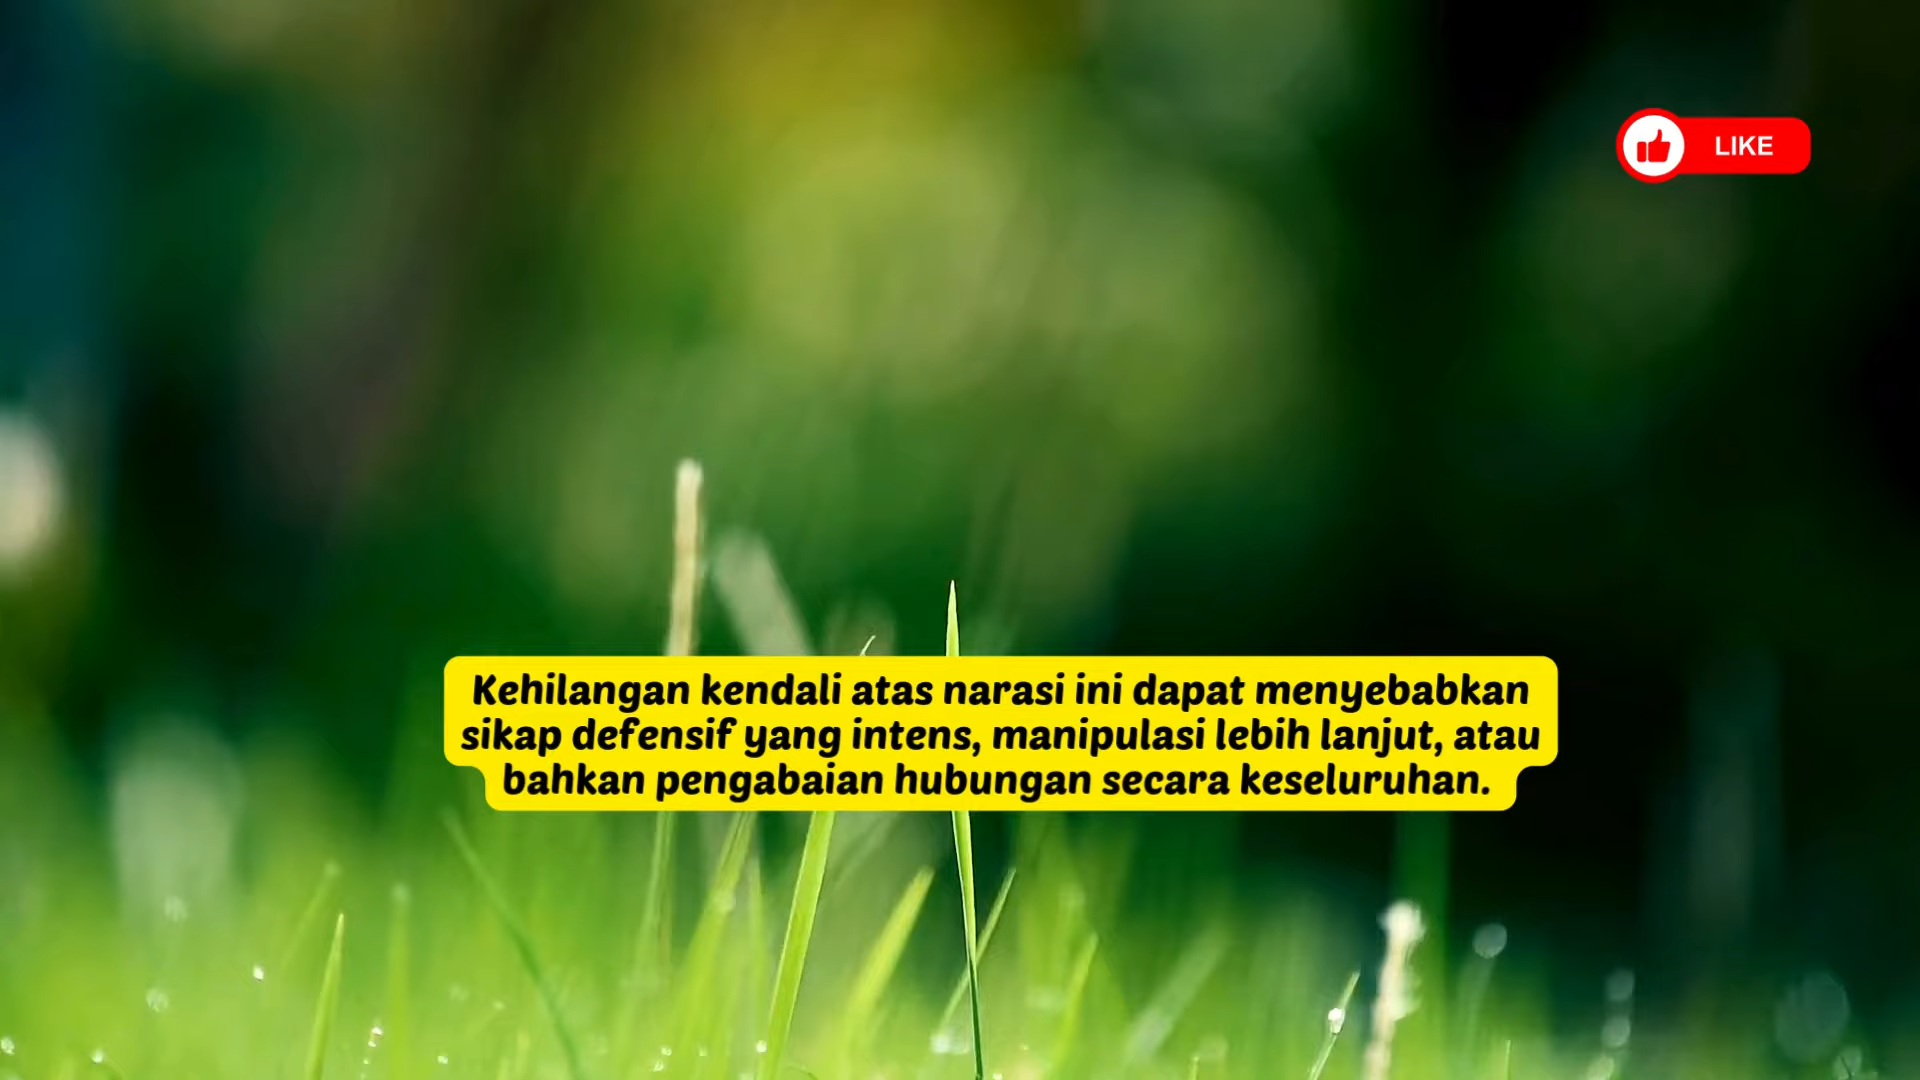 LIKE
Kehilangan kendali atas narasi ini dapat menyebabkan
sikap defensif yang intens, manipulasi lebih lanjut, atau
bahkan pengabaian hubungan secara keseluruhan.